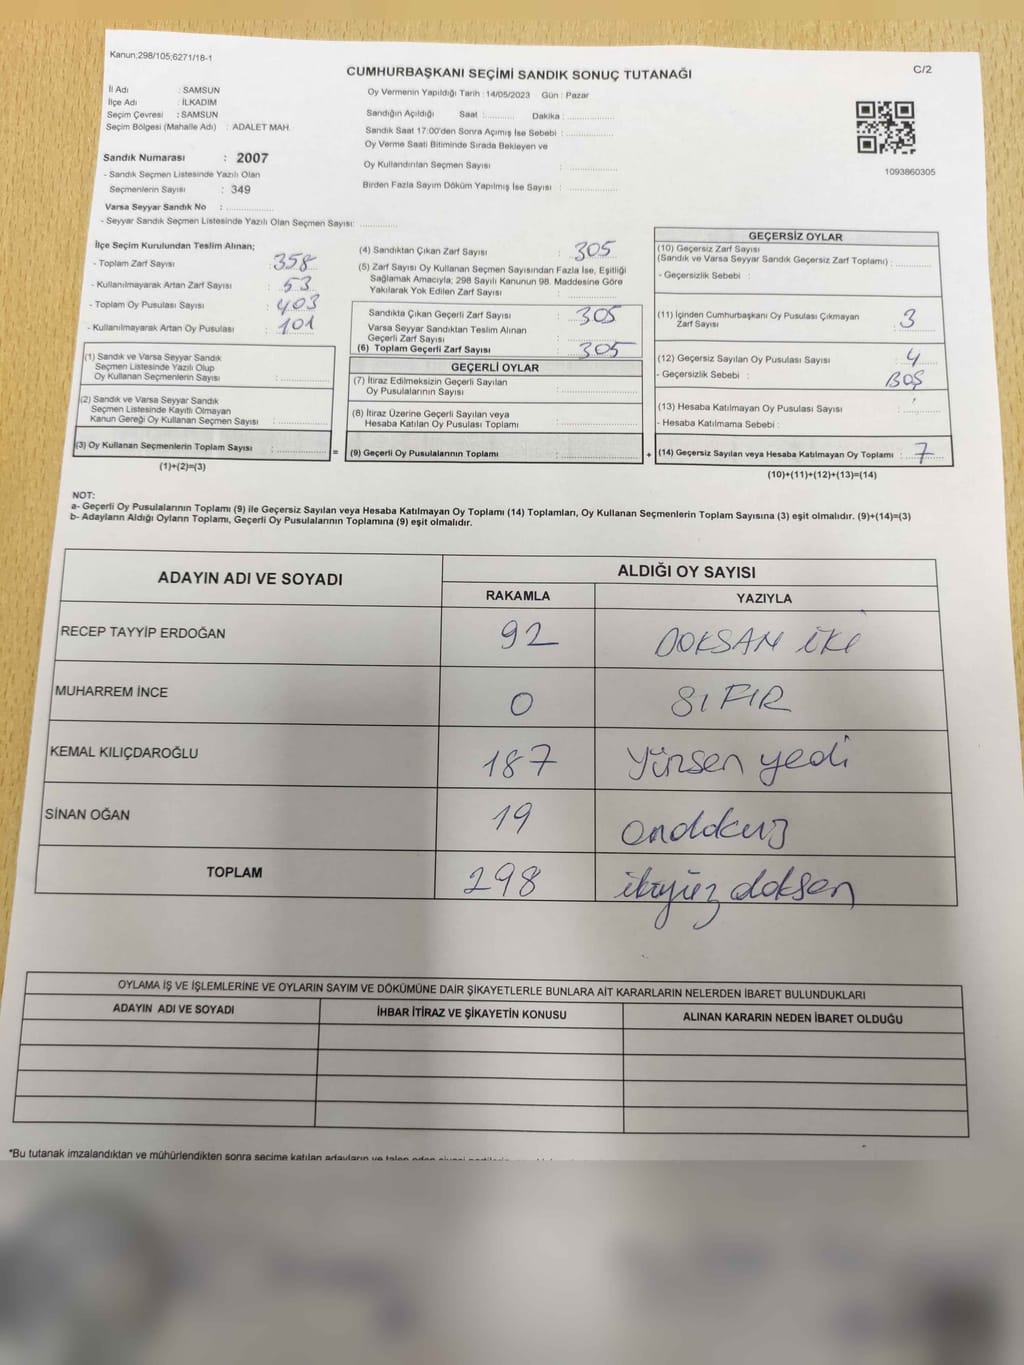 Kanun;298/105;6271/18-1
C/2
CUMHURBAŞKANI SEÇİMİ SANDIK SONUÇ TUTANAĞI
İl Adı : SAMSUN
İlçe Adı : İLKADIM
Seçim Çevresi : SAMSUN
Seçim Bölgesi (Mahalle Adı) : ADALET MAH.
Sandık Numarası : 2007
- Sandık Seçmen Listesinde Yazılı Olan
Seçmenlerin Sayısı : 349
Varsa Seyyar Sandık No : ..............
- Seyyar Sandık Seçmen Listesinde Yazılı Olan Seçmen Sayısı: ..............
Oy Vermenin Yapıldığı Tarih : 14/05/2023 Gün : Pazar
Sandığın Açıldığı Saat : .......... Dakika : ..............
Sandık Saat 17:00'den Sonra Açımış İse Sebebi : ..............
Oy Verme Saati Bitiminde Sırada Bekleyen ve
Oy Kullandırılan Seçmen Sayısı : ..............
Birden Fazla Sayım Döküm Yapılmış İse Sayısı : ..............
1093860305
İlçe Seçim Kurulundan Teslim Alınan;
- Toplam Zarf Sayısı : 358
- Kullanılmayarak Artan Zarf Sayısı : 53
- Toplam Oy Pusulası Sayısı : 403
- Kullanılmayarak Artan Oy Pusulası : 101
(1) Sandık ve Varsa Seyyar Sandık
Seçmen Listesinde Yazılı Olup
Oy Kullanan Seçmenlerin Sayısı : ..............
(2) Sandık ve Varsa Seyyar Sandık
Seçmen Listesinde Kayıtlı Olmayan
Kanun Gereği Oy Kullanan Seçmen Sayısı : ..............
(3) Oy Kullanan Seçmenlerin Toplam Sayısı : ..............
(1)+(2)=(3)
(4) Sandıktan Çıkan Zarf Sayısı : 305
(5) Zarf Sayısı Oy Kullanan Seçmen Sayısından Fazla İse, Eşitliği
Sağlamak Amacıyla, 298 Sayılı Kanunun 98. Maddesine Göre
Yakılarak Yok Edilen Zarf Sayısı : ..............
Sandıkta Çıkan Geçerli Zarf Sayısı : 305
Varsa Seyyar Sandıktan Teslim Alınan
Geçerli Zarf Sayısı :
(6) Toplam Geçerli Zarf Sayısı : 305
GEÇERLİ OYLAR
(7) İtiraz Edilmeksizin Geçerli Sayılan
Oy Pusulalarının Sayısı : ..............
(8) İtiraz Üzerine Geçerli Sayılan veya
Hesaba Katılan Oy Pusulası Toplamı : ..............
= (9) Geçerli Oy Pusulalarının Toplamı : ..............
GEÇERSİZ OYLAR
(10) Geçersiz Zarf Sayısı
(Sandık ve Varsa Seyyar Sandık Geçersiz Zarf Toplamı) : ..........
- Geçersizlik Sebebi :
(11) İçinden Cumhurbaşkanı Oy Pusulası Çıkmayan
Zarf Sayısı : 3
(12) Geçersiz Sayılan Oy Pusulası Sayısı : 4
- Geçersizlik Sebebi : BOŞ
(13) Hesaba Katılmayan Oy Pusulası Sayısı : ..........
- Hesaba Katılmama Sebebi :
+ (14) Geçersiz Sayılan veya Hesaba Katılmayan Oy Toplamı : 7
(10)+(11)+(12)+(13)=(14)
NOT:
a- Geçerli Oy Pusulalarının Toplamı (9) ile Geçersiz Sayılan veya Hesaba Katılmayan Oy Toplamı (14) Toplamları, Oy Kullanan Seçmenlerin Toplam Sayısına (3) eşit olmalıdır. (9)+(14)=(3)
b- Adayların Aldığı Oyların Toplamı, Geçerli Oy Pusulalarının Toplamına (9) eşit olmalıdır.
ADAYIN ADI VE SOYADI
ALDIĞI OY SAYISI
RAKAMLA YAZIYLA
RECEP TAYYİP ERDOĞAN 92 DOKSAN İKİ
MUHARREM İNCE 0 SIFIR
KEMAL KILIÇDAROĞLU 187 Yüzsen yedi
SİNAN OĞAN 19 ondokuz
TOPLAM 298 ikiyüz doksen
OYLAMA İŞ VE İŞLEMLERİNE VE OYLARIN SAYIM VE DÖKÜMÜNE DAİR ŞİKAYETLERLE BUNLARA AİT KARARLARIN NELERDEN İBARET BULUNDUKLARI
ADAYIN ADI VE SOYADI İHBAR İTİRAZ VE ŞİKAYETİN KONUSU ALINAN KARARIN NEDEN İBARET OLDUĞU
*Bu tutanak imzalandıktan ve mühürlendikten sonra seçime katılan adayların ve talep eden siyasi